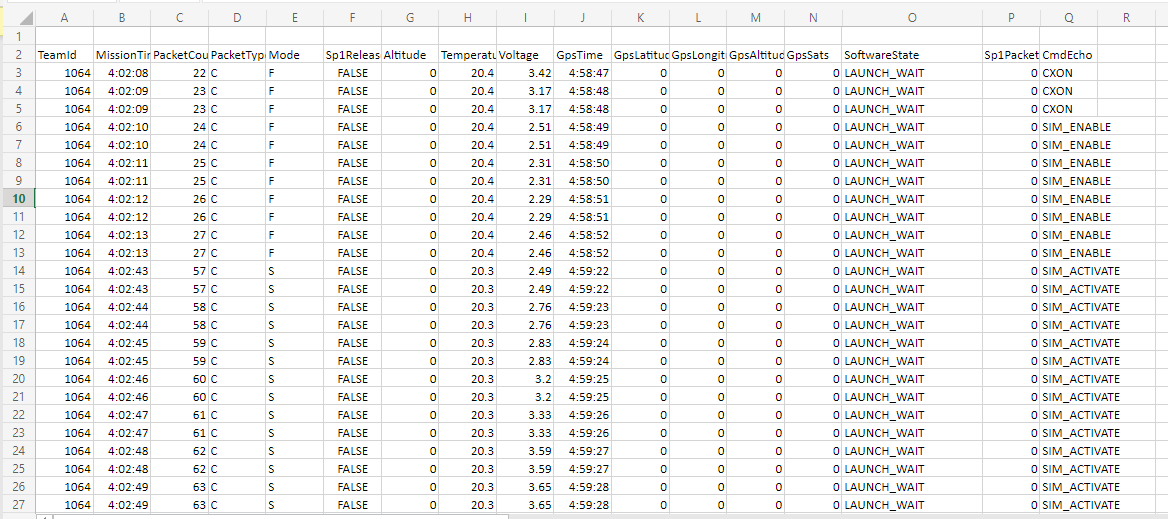 A B C D E F G H I J K L M N O P Q R
1
2 TeamId MissionTir PacketCou PacketTyp Mode Sp1Releas Altitude Temperatu Voltage GpsTime GpsLatituc GpsLongit GpsAltituc GpsSats SoftwareState Sp1Packet CmdEcho
3 1064 4:02:08 22 C F FALSE 0 20.4 3.42 4:58:47 0 0 0 0 LAUNCH_WAIT 0 CXON
4 1064 4:02:09 23 C F FALSE 0 20.4 3.17 4:58:48 0 0 0 0 LAUNCH_WAIT 0 CXON
5 1064 4:02:09 23 C F FALSE 0 20.4 3.17 4:58:48 0 0 0 0 LAUNCH_WAIT 0 CXON
6 1064 4:02:10 24 C F FALSE 0 20.4 2.51 4:58:49 0 0 0 0 LAUNCH_WAIT 0 SIM_ENABLE
7 1064 4:02:10 24 C F FALSE 0 20.4 2.51 4:58:49 0 0 0 0 LAUNCH_WAIT 0 SIM_ENABLE
8 1064 4:02:11 25 C F FALSE 0 20.4 2.31 4:58:50 0 0 0 0 LAUNCH_WAIT 0 SIM_ENABLE
9 1064 4:02:11 25 C F FALSE 0 20.4 2.31 4:58:50 0 0 0 0 LAUNCH_WAIT 0 SIM_ENABLE
10 1064 4:02:12 26 C F FALSE 0 20.4 2.29 4:58:51 0 0 0 0 LAUNCH_WAIT 0 SIM_ENABLE
11 1064 4:02:12 26 C F FALSE 0 20.4 2.29 4:58:51 0 0 0 0 LAUNCH_WAIT 0 SIM_ENABLE
12 1064 4:02:13 27 C F FALSE 0 20.4 2.46 4:58:52 0 0 0 0 LAUNCH_WAIT 0 SIM_ENABLE
13 1064 4:02:13 27 C F FALSE 0 20.4 2.46 4:58:52 0 0 0 0 LAUNCH_WAIT 0 SIM_ENABLE
14 1064 4:02:43 57 C S FALSE 0 20.3 2.49 4:59:22 0 0 0 0 LAUNCH_WAIT 0 SIM_ACTIVATE
15 1064 4:02:43 57 C S FALSE 0 20.3 2.49 4:59:22 0 0 0 0 LAUNCH_WAIT 0 SIM_ACTIVATE
16 1064 4:02:44 58 C S FALSE 0 20.3 2.76 4:59:23 0 0 0 0 LAUNCH_WAIT 0 SIM_ACTIVATE
17 1064 4:02:44 58 C S FALSE 0 20.3 2.76 4:59:23 0 0 0 0 LAUNCH_WAIT 0 SIM_ACTIVATE
18 1064 4:02:45 59 C S FALSE 0 20.3 2.83 4:59:24 0 0 0 0 LAUNCH_WAIT 0 SIM_ACTIVATE
19 1064 4:02:45 59 C S FALSE 0 20.3 2.83 4:59:24 0 0 0 0 LAUNCH_WAIT 0 SIM_ACTIVATE
20 1064 4:02:46 60 C S FALSE 0 20.3 3.2 4:59:25 0 0 0 0 LAUNCH_WAIT 0 SIM_ACTIVATE
21 1064 4:02:46 60 C S FALSE 0 20.3 3.2 4:59:25 0 0 0 0 LAUNCH_WAIT 0 SIM_ACTIVATE
22 1064 4:02:47 61 C S FALSE 0 20.3 3.33 4:59:26 0 0 0 0 LAUNCH_WAIT 0 SIM_ACTIVATE
23 1064 4:02:47 61 C S FALSE 0 20.3 3.33 4:59:26 0 0 0 0 LAUNCH_WAIT 0 SIM_ACTIVATE
24 1064 4:02:48 62 C S FALSE 0 20.3 3.59 4:59:27 0 0 0 0 LAUNCH_WAIT 0 SIM_ACTIVATE
25 1064 4:02:48 62 C S FALSE 0 20.3 3.59 4:59:27 0 0 0 0 LAUNCH_WAIT 0 SIM_ACTIVATE
26 1064 4:02:49 63 C S FALSE 0 20.3 3.65 4:59:28 0 0 0 0 LAUNCH_WAIT 0 SIM_ACTIVATE
27 1064 4:02:49 63 C S FALSE 0 20.3 3.65 4:59:28 0 0 0 0 LAUNCH_WAIT 0 SIM_ACTIVATE